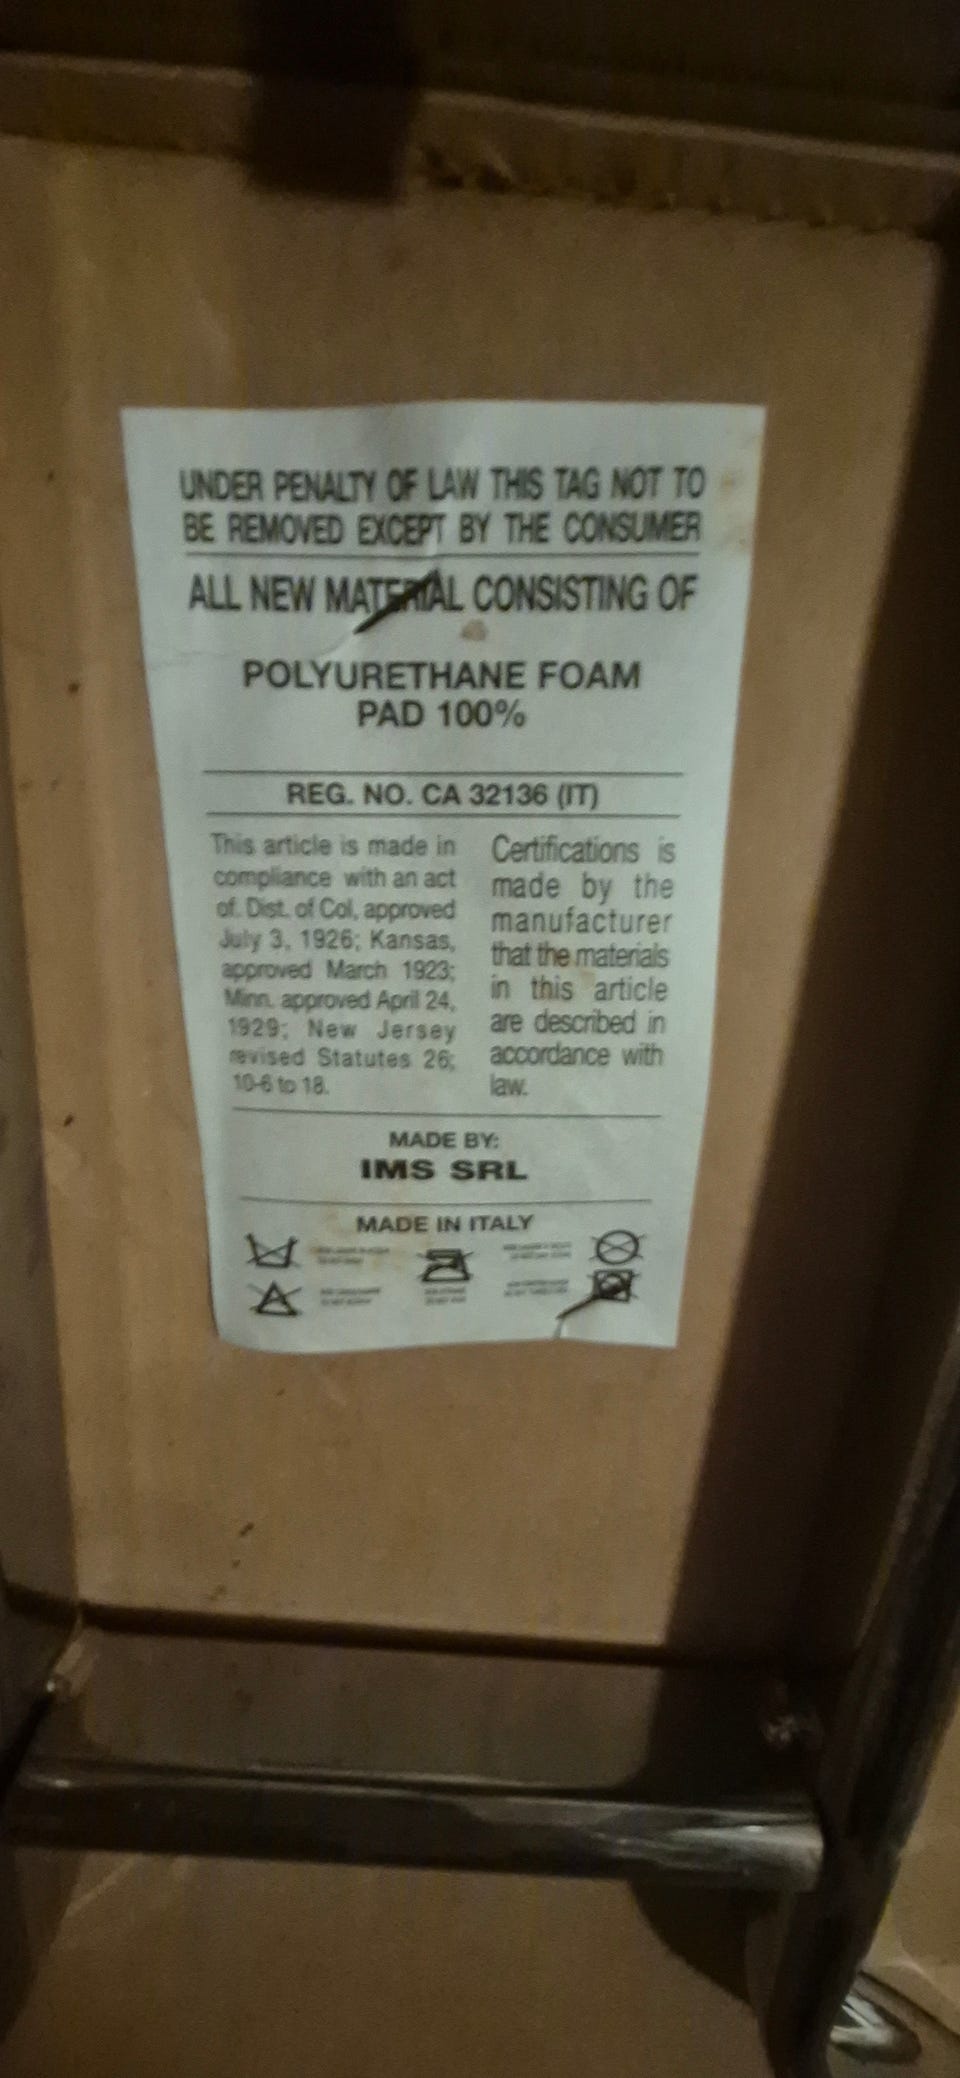 UNDER PENALTY OF LAW THIS TAG NOT TO
BE REMOVED EXCEPT BY THE CONSUMER
ALL NEW MATERIAL CONSISTING OF
POLYURETHANE FOAM
PAD 100%
REG. NO. CA 32136 (IT)
This article is made in
compliance with an act
of. Dist. of Col, approved
July 3, 1926; Kansas,
approved March 1923;
Minn. approved April 24,
1929; New Jersey
revised Statutes 26;
10-6 to 18.
Certifications is
made by the
manufacturer
that the materials
in this article
are described in
accordance with
law.
MADE BY:
IMS SRL
MADE IN ITALY